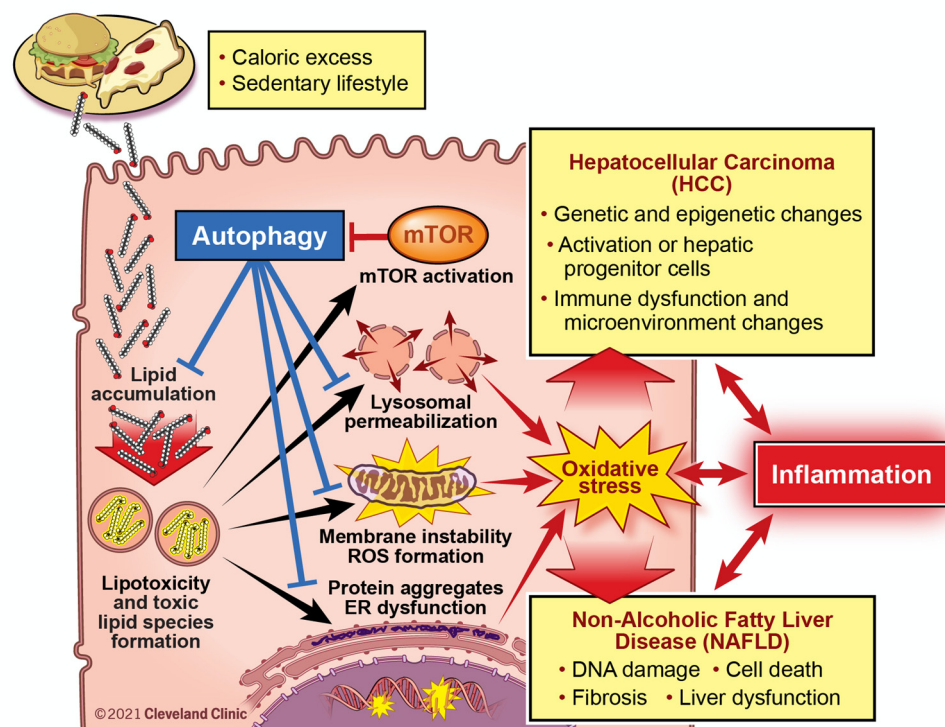 • Caloric excess
• Sedentary lifestyle
Hepatocellular Carcinoma
(HCC)
• Genetic and epigenetic changes
• Activation or hepatic
progenitor cells
• Immune dysfunction and
microenvironment changes
Autophagy
mTOR
mTOR activation
Lipid
accumulation
Lysosomal
permeabilization
Oxidative
stress
Inflammation
Membrane instability
ROS formation
Lipotoxicity
and toxic
lipid species
formation
Protein aggregates
ER dysfunction
Non-Alcoholic Fatty Liver
Disease (NAFLD)
• DNA damage • Cell death
• Fibrosis • Liver dysfunction
©2021 Cleveland Clinic